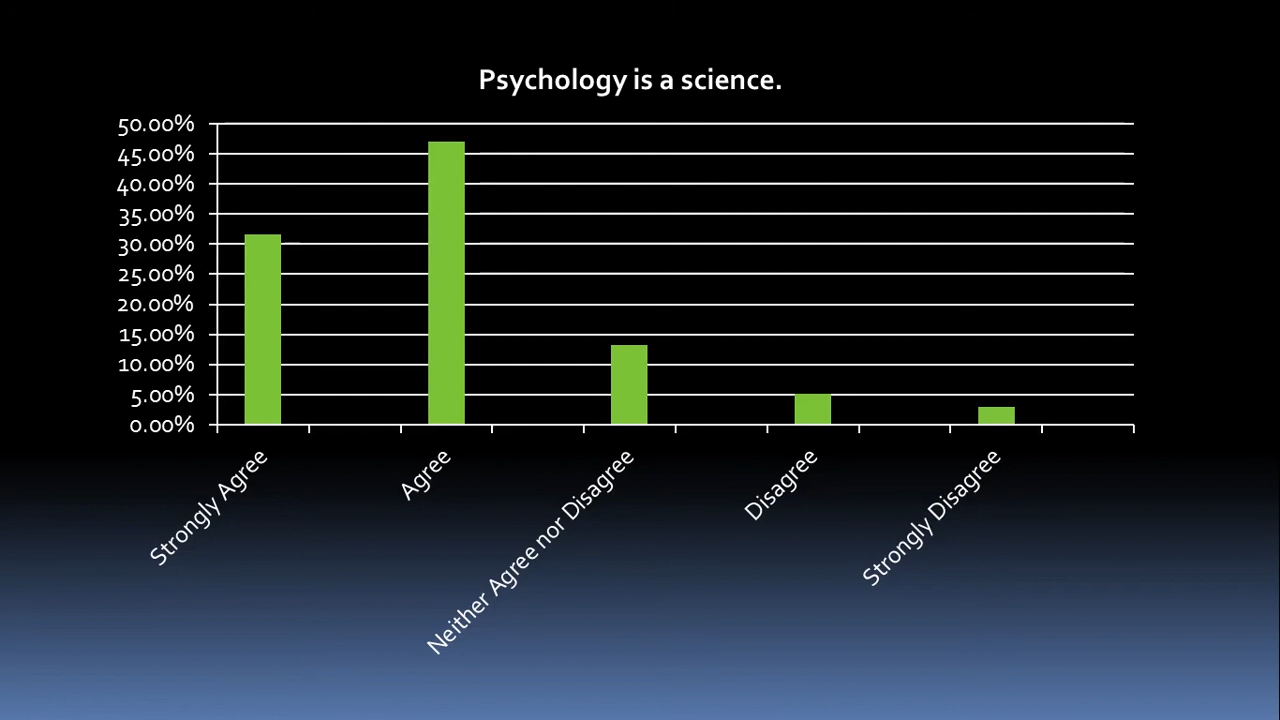 Psychology is a science.
50.00%
45.00%
40.00%
35.00%
30.00%
25.00%
20.00%
15.00%
10.00%
5.00%
0.00%
Strongly Agree
Agree
Neither Agree nor Disagree
Disagree
Strongly Disagree